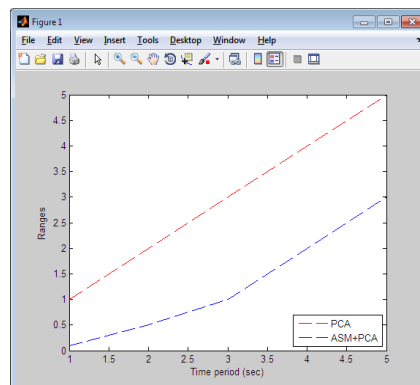 Figure 1
File Edit View Insert Tools Desktop Window Help
5
4.5
4
3.5
3
2.5
2
1.5
1
0.5
0
Ranges
1 1.5 2 2.5 3 3.5 4 4.5 5
Time period (sec)
PCA
ASM+PCA